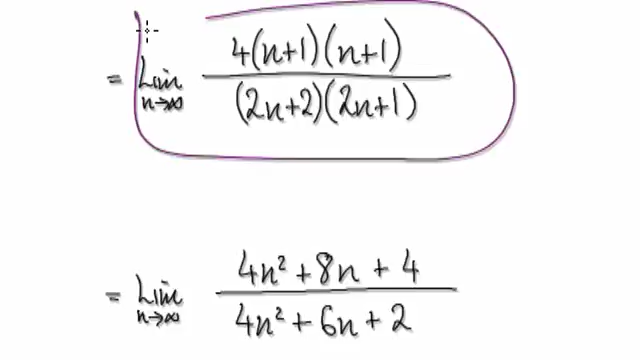 = Lim n→∞ 4(n+1)(n+1) / (2n+2)(2n+1)
= Lim n→∞ 4n² + 8n + 4 / 4n² + 6n + 2